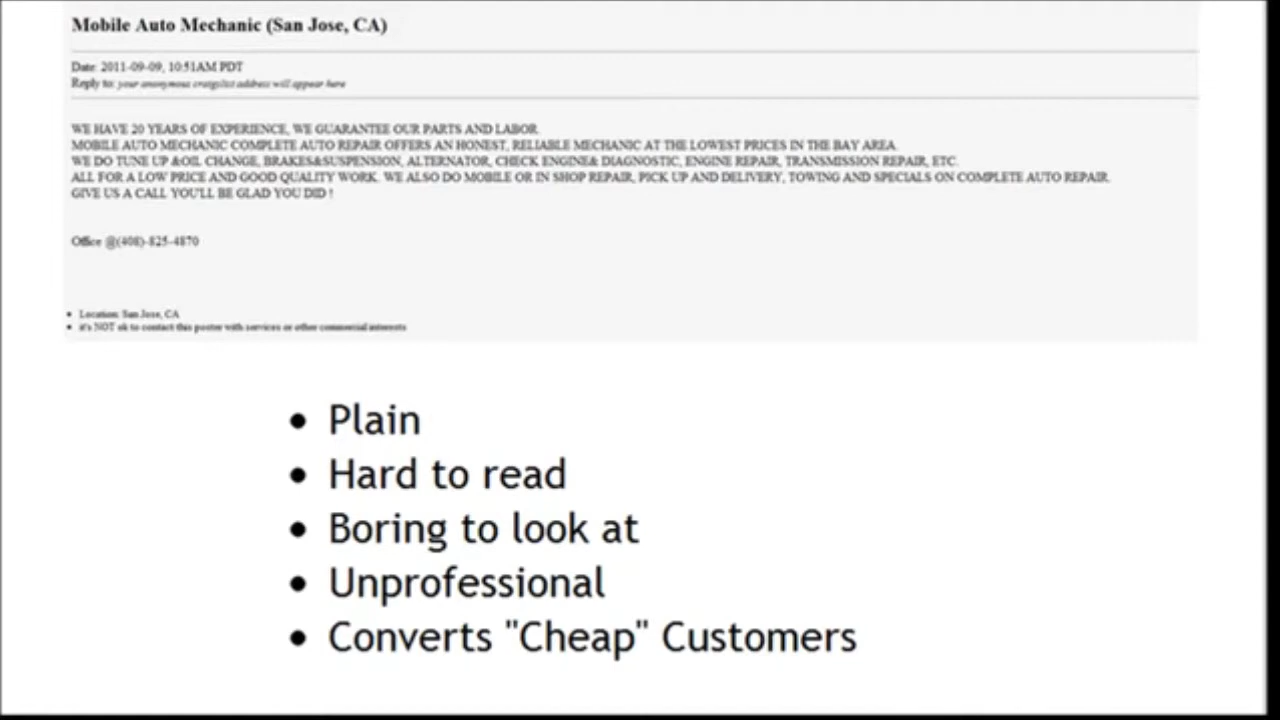 Mobile Auto Mechanic (San Jose, CA)
Date: 2011-09-09, 10:51AM PDT
Reply to: your anonymous craigslist address will appear here
WE HAVE 20 YEARS OF EXPERIENCE, WE GUARANTEE OUR PARTS AND LABOR.
MOBILE AUTO MECHANIC COMPLETE AUTO REPAIR OFFERS AN HONEST, RELIABLE MECHANIC AT THE LOWEST PRICES IN THE BAY AREA.
WE DO TUNE UP &OIL CHANGE, BRAKES&SUSPENSION, ALTERNATOR, CHECK ENGINE& DIAGNOSTIC, ENGINE REPAIR, TRANSMISSION REPAIR, ETC.
ALL FOR A LOW PRICE AND GOOD QUALITY WORK. WE ALSO DO MOBILE OR IN SHOP REPAIR, PICK UP AND DELIVERY, TOWING AND SPECIALS ON COMPLETE AUTO REPAIR.
GIVE US A CALL YOU'LL BE GLAD YOU DID !
Office @(408)-825-4870
• Location: San Jose, CA
• it's NOT ok to contact this poster with services or other commercial interests
• Plain
• Hard to read
• Boring to look at
• Unprofessional
• Converts "Cheap" Customers